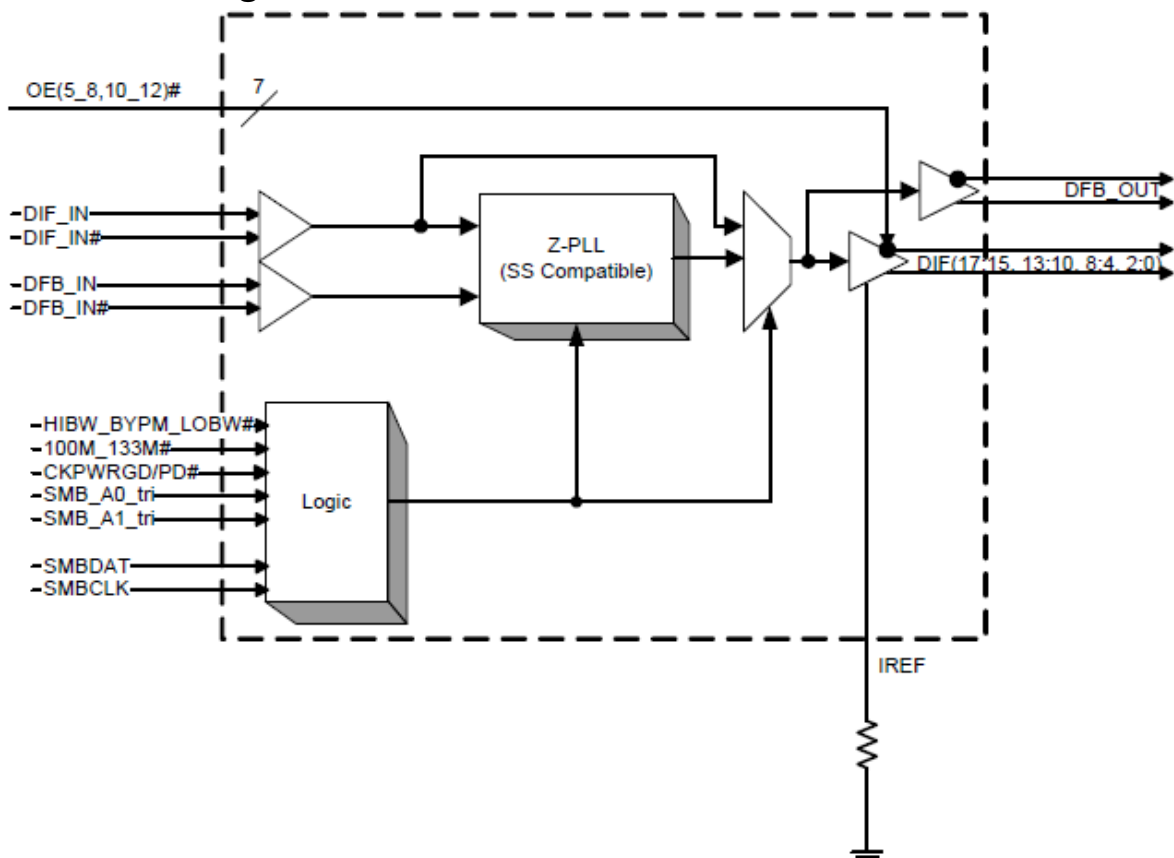 OE(5_8,10_12)#
7
DIF_IN
DIF_IN#
DFB_IN
DFB_IN#
Z-PLL
(SS Compatible)
DFB_OUT
DIF(17:15, 13:10, 8:4, 2:0)
HIBW_BYPM_LOBW#
100M_133M#
CKPWRGD/PD#
SMB_A0_tri
SMB_A1_tri
SMBDAT
SMBCLK
Logic
IREF